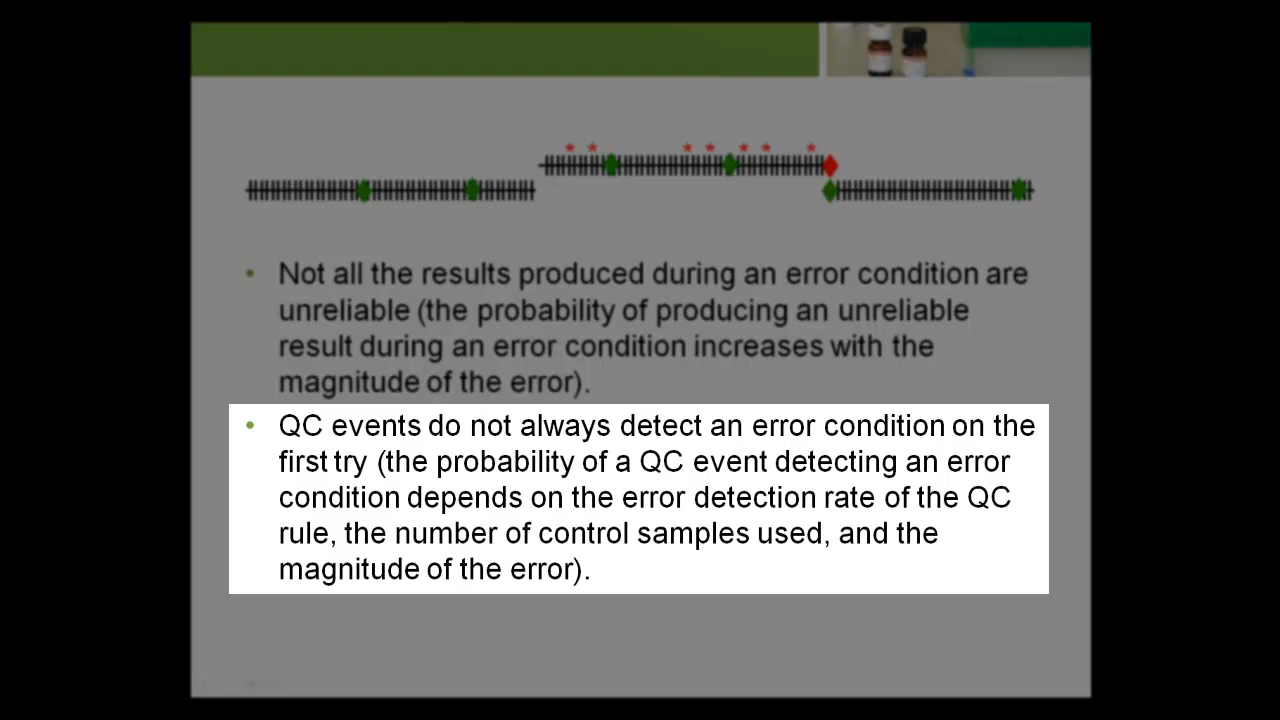 Not all the results produced during an error condition are
unreliable (the probability of producing an unreliable
result during an error condition increases with the
magnitude of the error).
QC events do not always detect an error condition on the
first try (the probability of a QC event detecting an error
condition depends on the error detection rate of the QC
rule, the number of control samples used, and the
magnitude of the error).